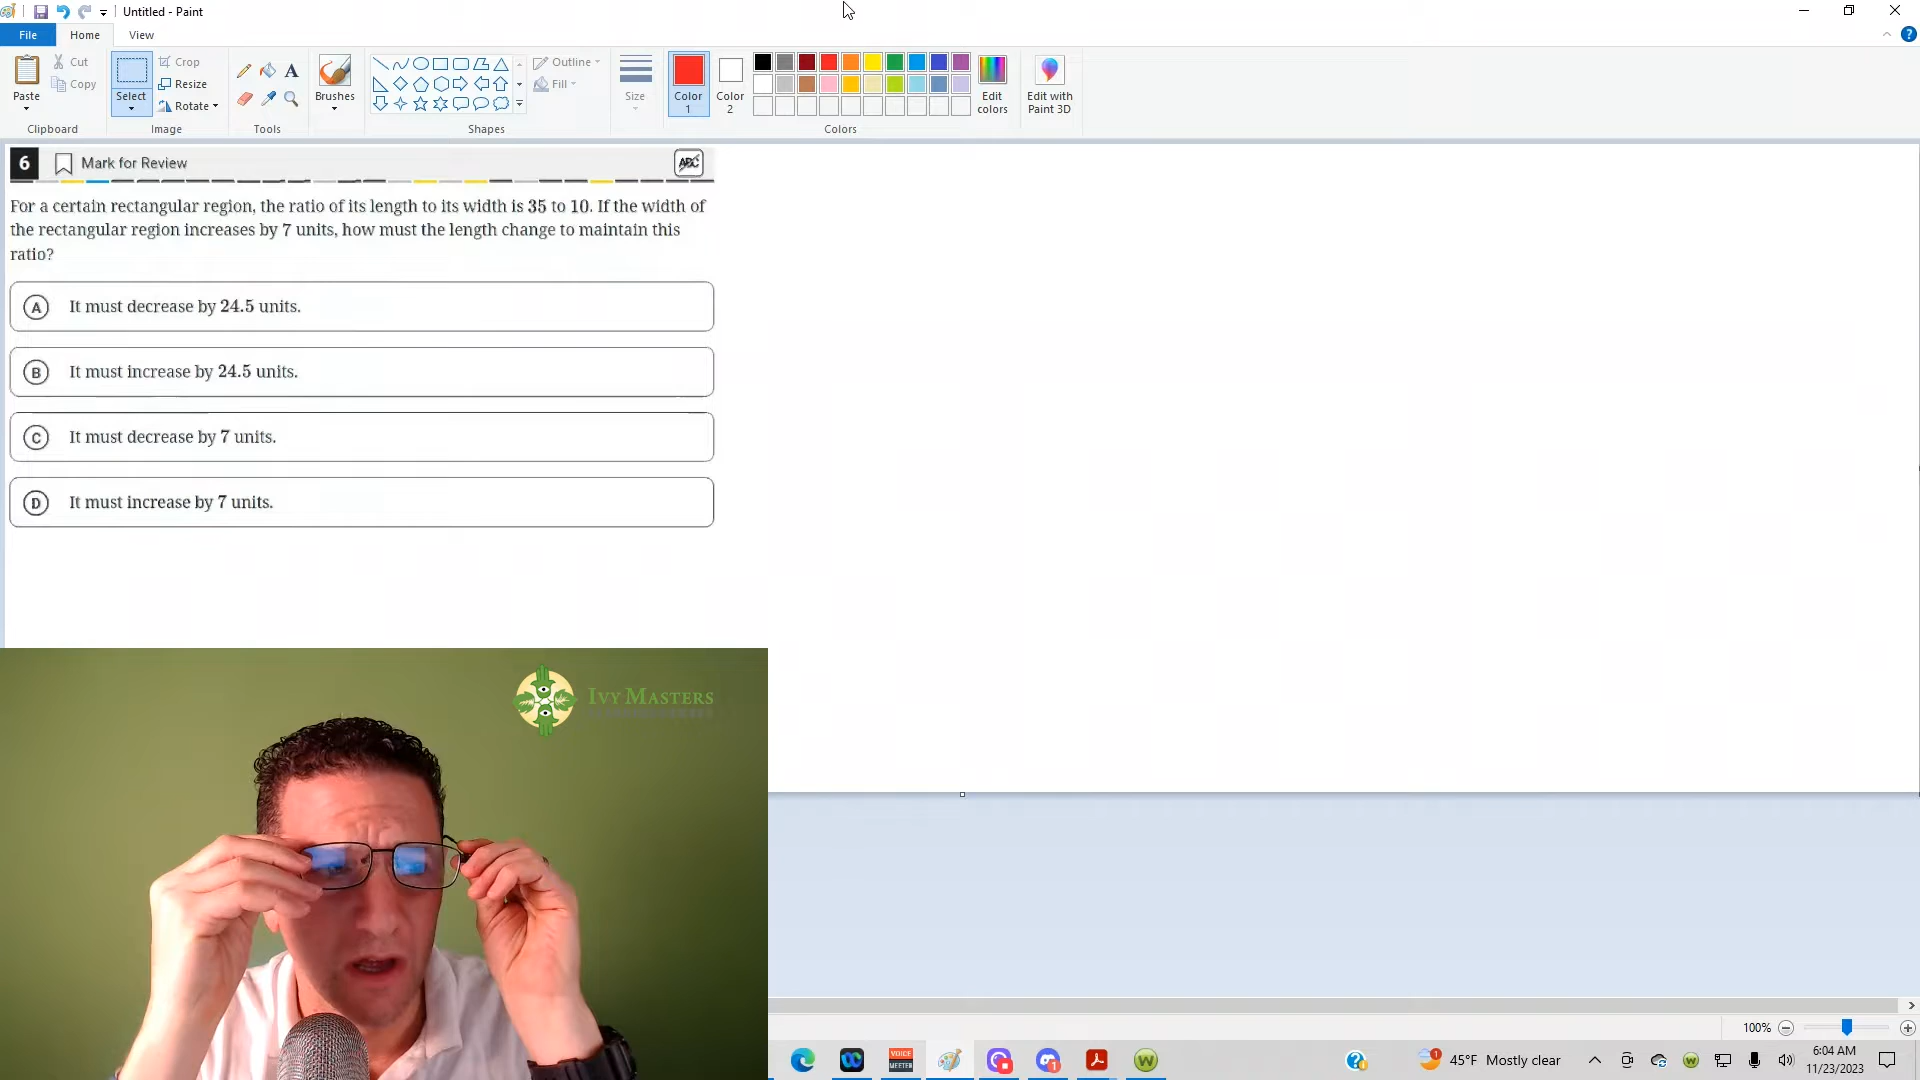 Untitled - Paint
File Home View
Paste
Cut
Copy
Clipboard
Select
Crop
Resize
Rotate
Image
A
Tools
Brushes
Shapes
Outline
Fill
Size
Color 1
Color 2
Edit colors
Edit with Paint 3D
Colors
?
6 Mark for Review ABC
For a certain rectangular region, the ratio of its length to its width is 35 to 10. If the width of
the rectangular region increases by 7 units, how must the length change to maintain this
ratio?
A It must decrease by 24.5 units.
B It must increase by 24.5 units.
C It must decrease by 7 units.
D It must increase by 7 units.
IVY MASTERS
100%
VOICE
MEETER
1
W
?
1
45°F Mostly clear
6:04 AM
11/23/2023